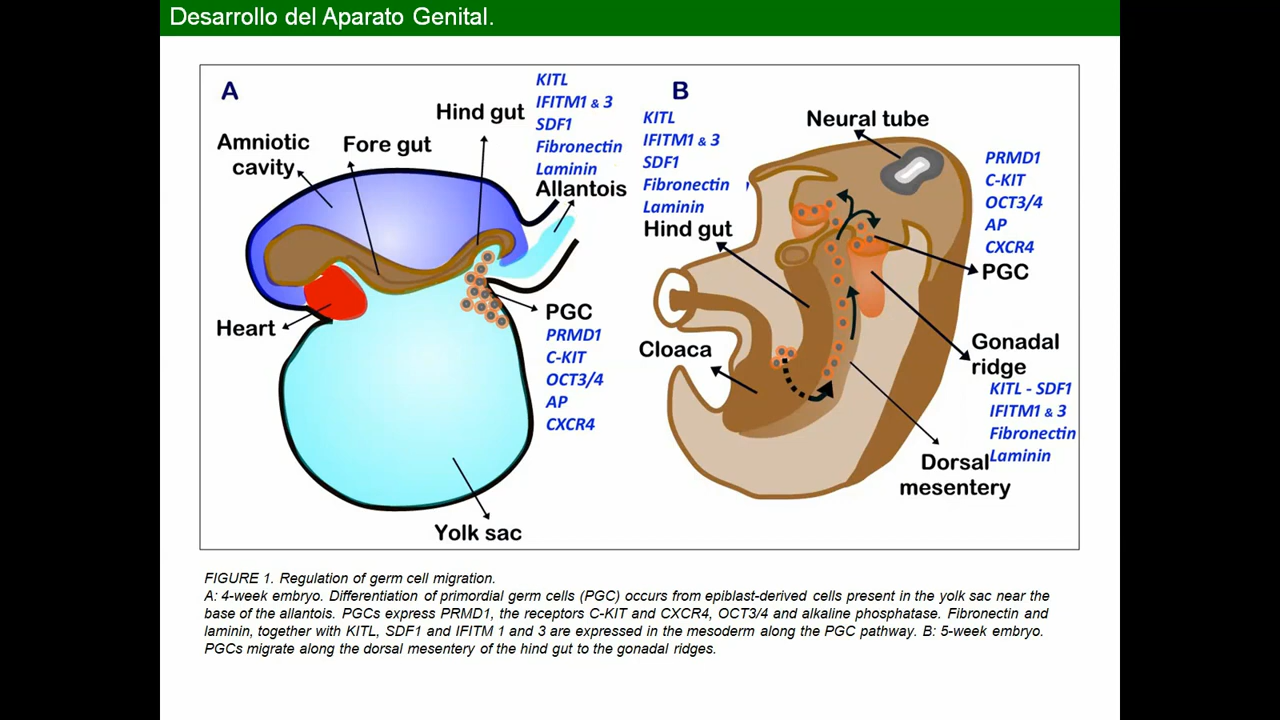 Desarrollo del Aparato Genital.
A
Amniotic
cavity
Fore gut
Hind gut
KITL
IFITM1 & 3
SDF1
Fibronectin
Laminin
Allantois
Heart
PGC
PRMD1
C-KIT
OCT3/4
AP
CXCR4
Yolk sac
B
KITL
IFITM1 & 3
SDF1
Fibronectin
Laminin
Hind gut
Neural tube
PRMD1
C-KIT
OCT3/4
AP
CXCR4
PGC
Cloaca
Gonadal
ridge
KITL - SDF1
IFITM1 & 3
Fibronectin
Laminin
Dorsal
mesentery
FIGURE 1. Regulation of germ cell migration.
A: 4-week embryo. Differentiation of primordial germ cells (PGC) occurs from epiblast-derived cells present in the yolk sac near the
base of the allantois. PGCs express PRMD1, the receptors C-KIT and CXCR4, OCT3/4 and alkaline phosphatase. Fibronectin and
laminin, together with KITL, SDF1 and IFITM 1 and 3 are expressed in the mesoderm along the PGC pathway. B: 5-week embryo.
PGCs migrate along the dorsal mesentery of the hind gut to the gonadal ridges.